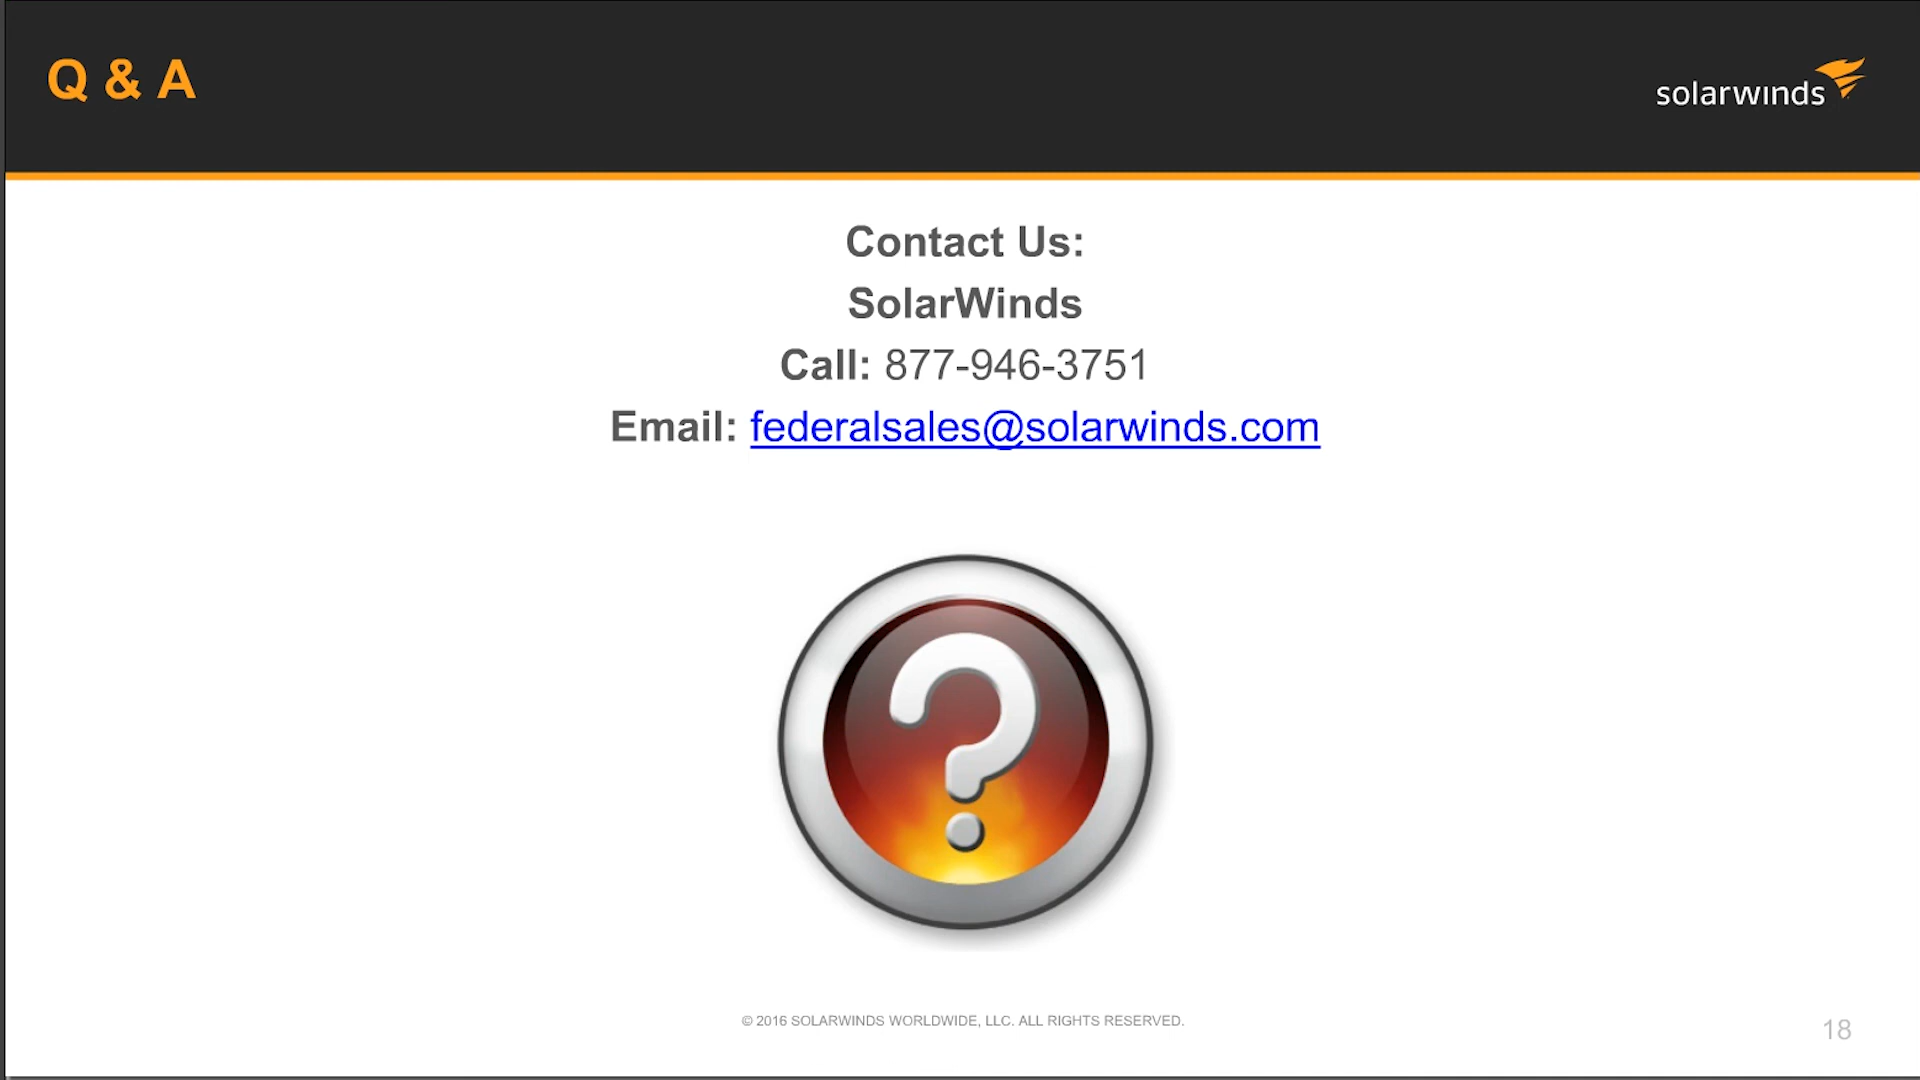 Q & A
solarwinds
Contact Us:
SolarWinds
Call: 877-946-3751
Email: federalsales@solarwinds.com
?
© 2016 SOLARWINDS WORLDWIDE, LLC. ALL RIGHTS RESERVED.
18